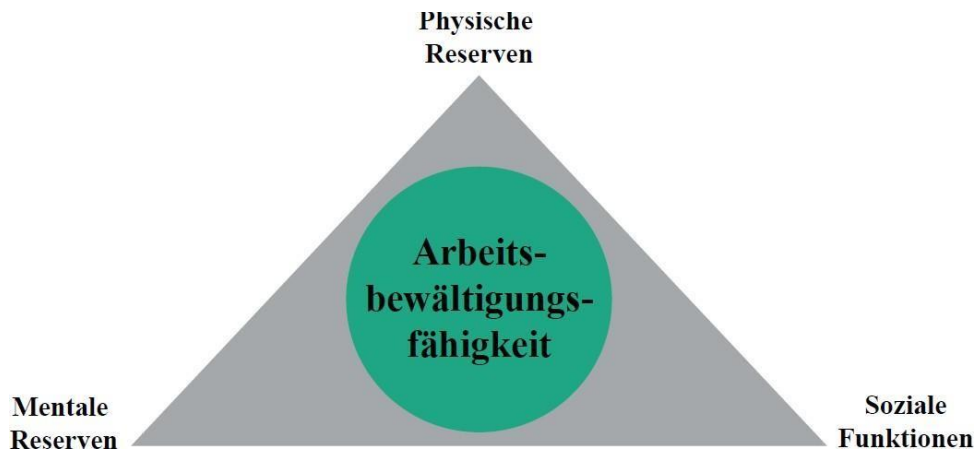 Physische
Reserven
Arbeits-
bewältigungs-
fähigkeit
Mentale
Reserven
Soziale
Funktionen